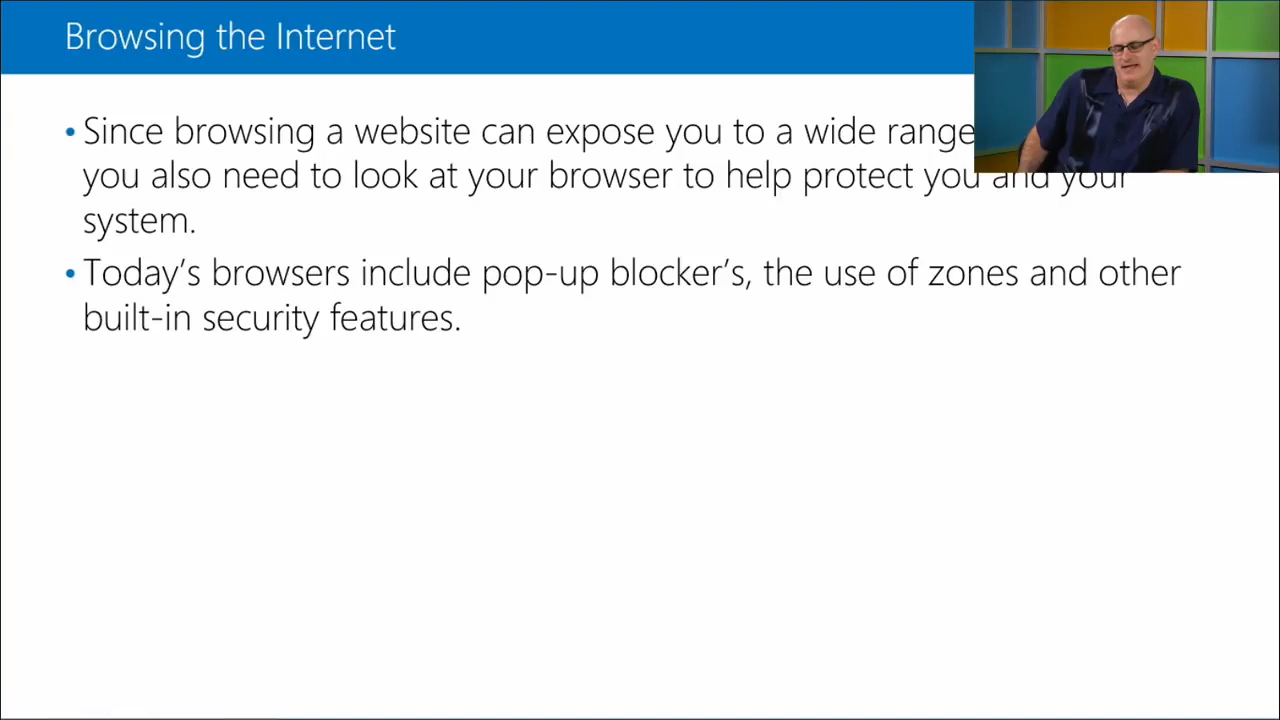 Browsing the Internet
• Since browsing a website can expose you to a wide range
you also need to look at your browser to help protect you and your
system.
• Today's browsers include pop-up blocker's, the use of zones and other
built-in security features.